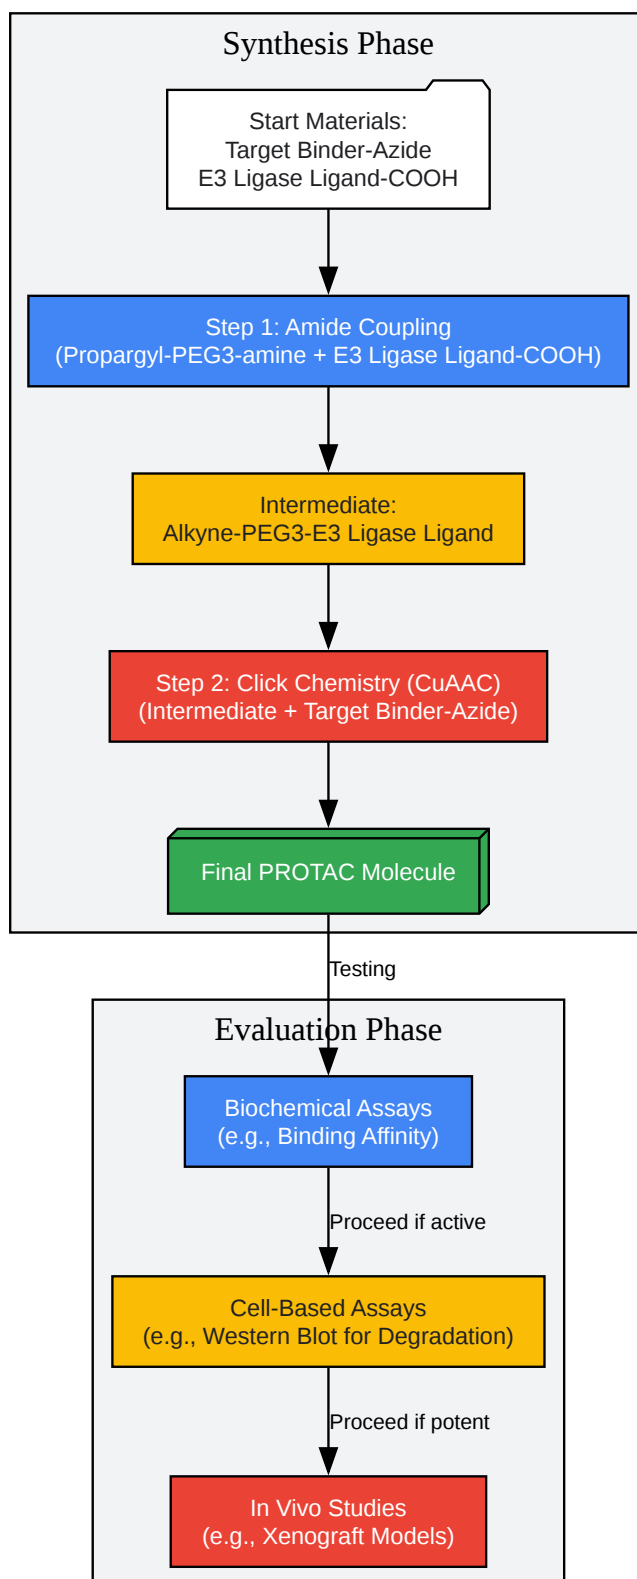 Synthesis Phase
Start Materials:
Target Binder-Azide
E3 Ligase Ligand-COOH
Step 1: Amide Coupling
(Propargyl-PEG3-amine + E3 Ligase Ligand-COOH)
Intermediate:
Alkyne-PEG3-E3 Ligase Ligand
Step 2: Click Chemistry (CuAAC)
(Intermediate + Target Binder-Azide)
Final PROTAC Molecule
Testing
Evaluation Phase
Biochemical Assays
(e.g., Binding Affinity)
Proceed if active
Cell-Based Assays
(e.g., Western Blot for Degradation)
Proceed if potent
In Vivo Studies
(e.g., Xenograft Models)